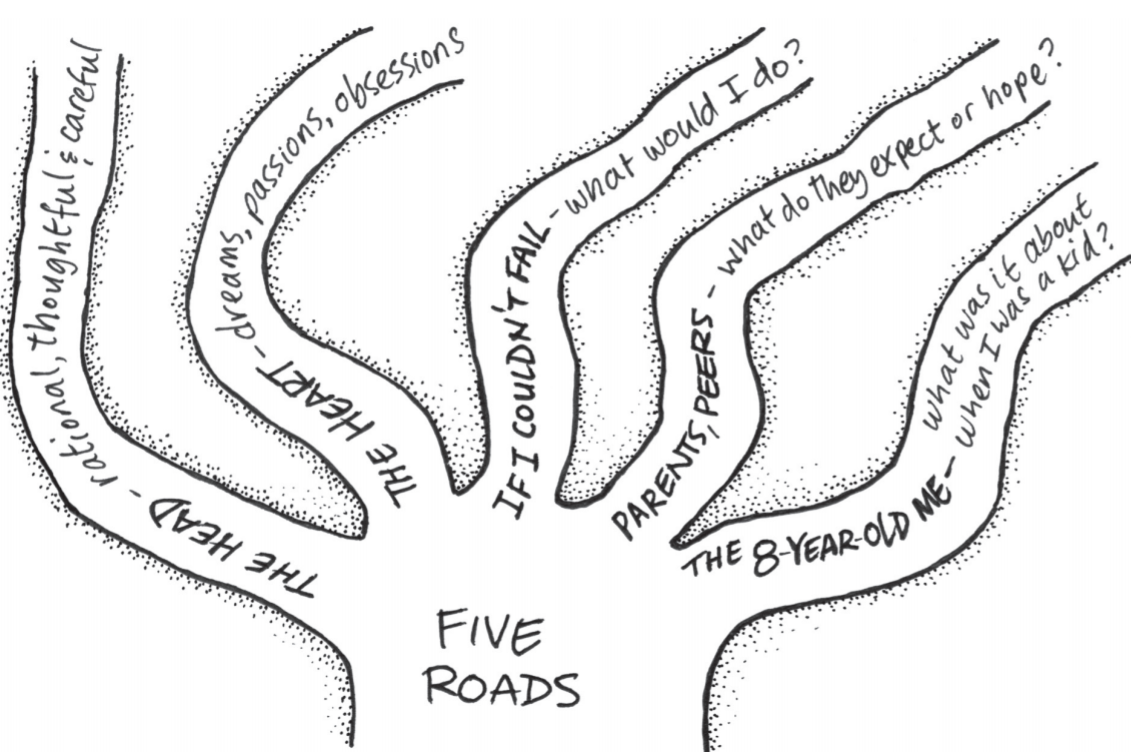 THE HEAD - rational, thoughtful & careful
THE HEART - dreams, passions, obsessions
IF I COULDN'T FAIL - what would I do?
PARENTS, PEERS - what do they expect or hope?
THE 8-YEAR-OLD ME - what was it about
when I was a kid?
FIVE
ROADS